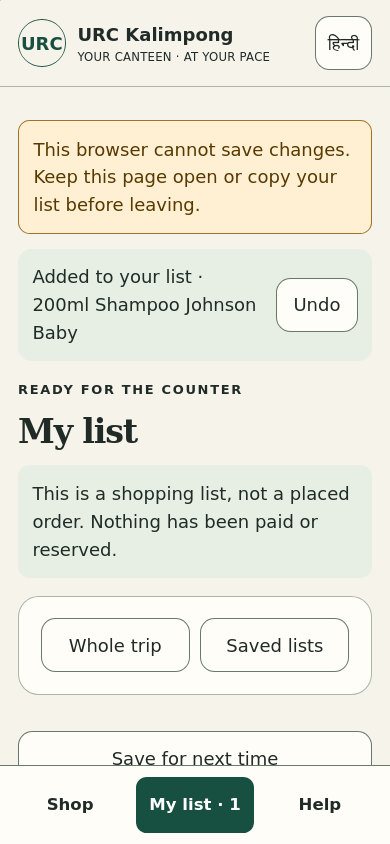 URC
URC Kalimpong
YOUR CANTEEN · AT YOUR PACE
हिन्दी
This browser cannot save changes.
Keep this page open or copy your
list before leaving.
Added to your list ·
200ml Shampoo Johnson
Baby
Undo
READY FOR THE COUNTER
My list
This is a shopping list, not a placed
order. Nothing has been paid or
reserved.
Whole trip
Saved lists
Save for next time
Shop
My list · 1
Help